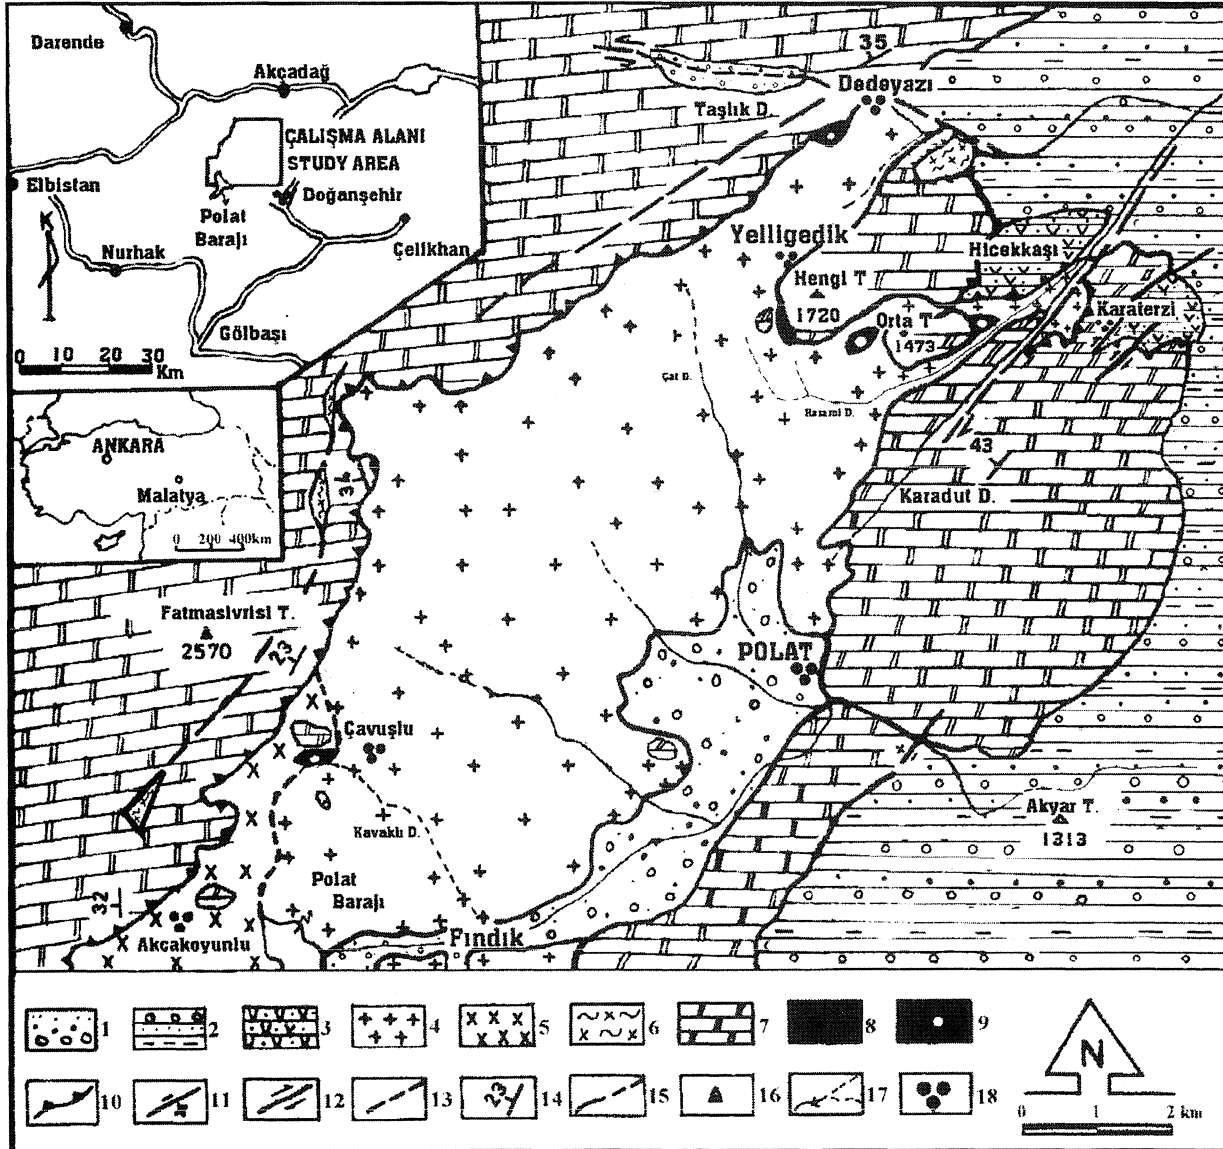 Darende
Akçadağ
ÇALIŞMA ALANI
STUDY AREA
Elbistan
Doğanşehir
Polat
Barajı
Nurhak
Çelikhan
Gölbaşı
0 10 20 30
Km
ANKARA
Malatya
0 200 400km
35
Dedeyazı
Taşlık D.
Yelligedik
Hicekkaşı
Hengi T
1720
Orta T
1473
Karaterzi
Çat D.
43
Karadut D.
34
Fatmasivrisi T.
2570
23
POLAT
Çavuşlu
Kavaklı D.
Akyar T.
1313
32
Polat
Barajı
Akçakoyunlu
Fındık
1 2 3 4 5 6 7 8 9
10 11 12 13 23 14 15 16 17 18
N
0 1 2 km